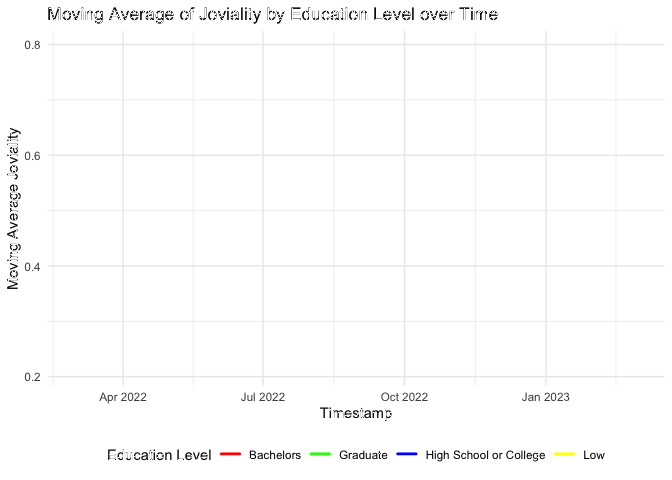 Moving Average of Joviality by Education Level over Time
0.8
0.6
0.4
0.2
Moving Average Joviality
Apr 2022 Jul 2022 Oct 2022 Jan 2023
Timestamp
Education Level Bachelors Graduate High School or College Low